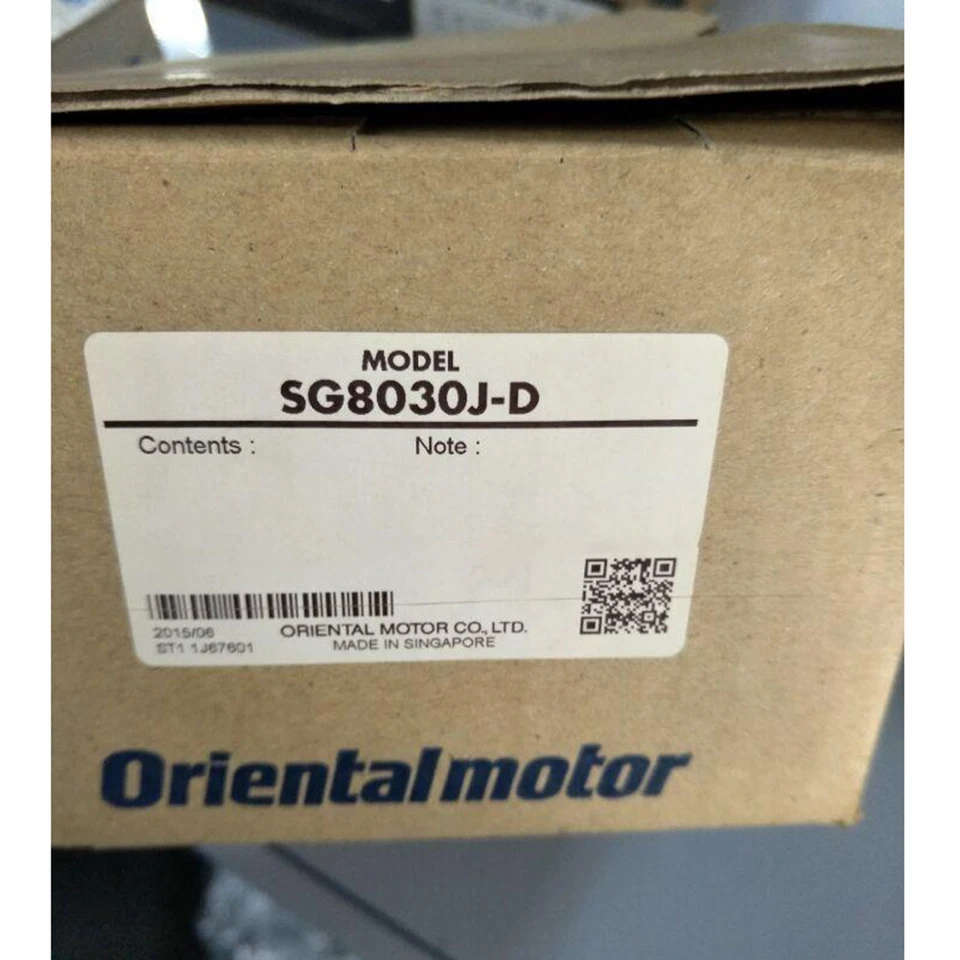 MODEL
SG8030J-D
Contents : Note :
2015/06 ORIENTAL MOTOR CO., LTD.
ST1 1J67601 MADE IN SINGAPORE
Orientalmotor